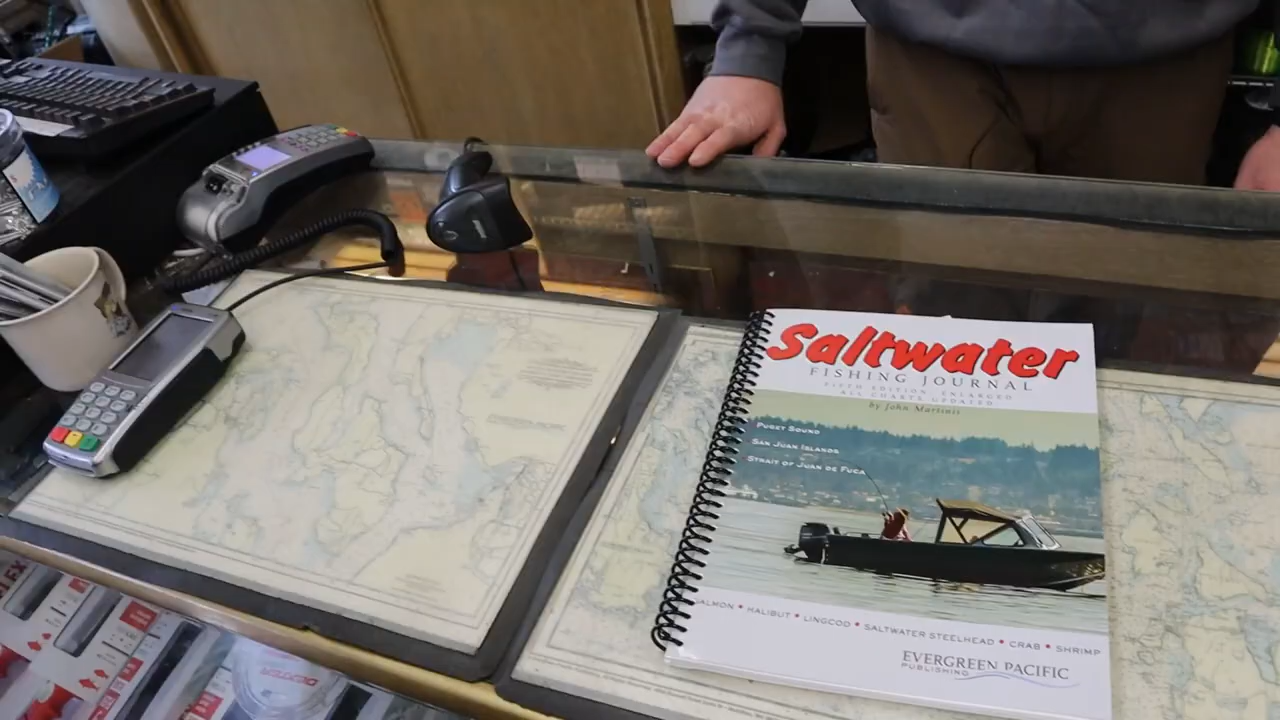 Saltwater
FISHING JOURNAL
FIFTH EDITION, ENLARGED
ALL CHARTS UPDATED
by John Martinis
PUGET SOUND
SAN JUAN ISLANDS
STRAIT OF JUAN DE FUCA
SALMON • HALIBUT • LINGCOD • SALTWATER STEELHEAD • CRAB • SHRIMP
EVERGREEN PACIFIC
PUBLISHING